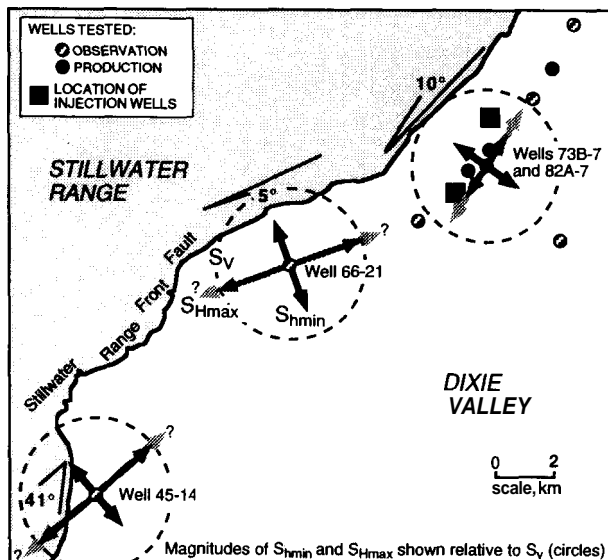 WELLS TESTED:
OBSERVATION
PRODUCTION
LOCATION OF
INJECTION WELLS
10°
STILLWATER
RANGE
Wells 73B-7
and 82A-7
5°
?
SV
Well 66-21
?
SHmax
Shmin
Stillwater Range Front Fault
DIXIE
VALLEY
?
41°
Well 45-14
0 2
scale, km
?
Magnitudes of Shmin and SHmax shown relative to Sv (circles)